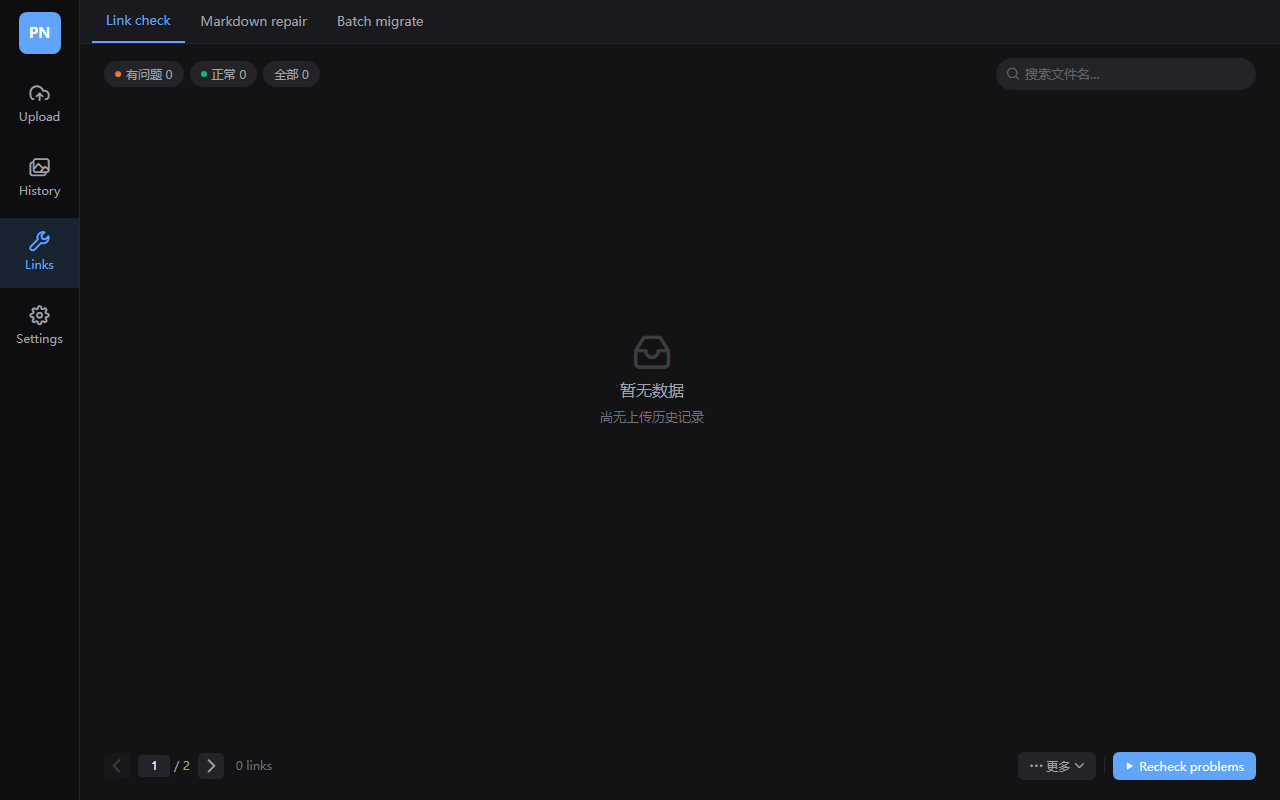 PN
Upload
History
Links
Settings
Link check
Markdown repair
Batch migrate
有问题 0
正常 0
全部 0
搜索文件名...
暂无数据
尚无上传历史记录
1 / 2
0 links
更多
Recheck problems